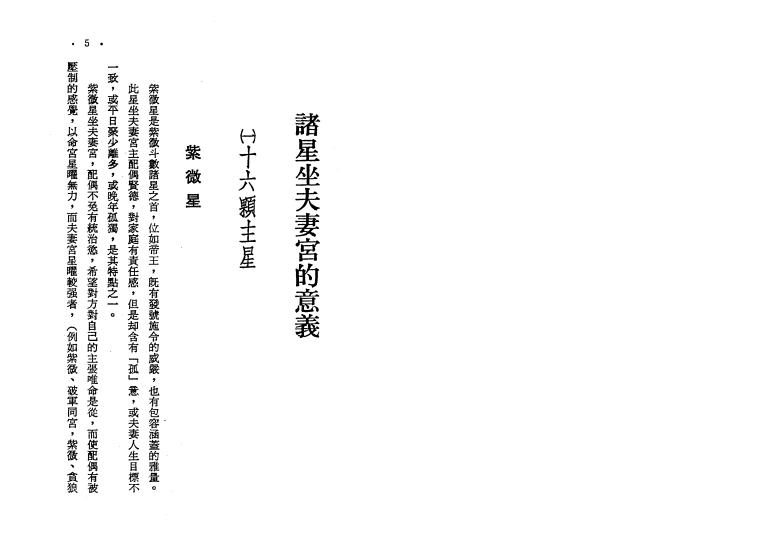 諸星坐夫妻宮的意義
㈠十六顆主星
紫微星
紫微星是紫微斗數諸星之首，位如帝王，既有發號施令的威嚴，也有包容涵蓋的雅量。
此星坐夫妻宮主配偶賢德，對家庭有責任感，但是却含有「孤」意，或夫妻人生目標不
一致，或平日聚少離多，或晚年孤獨，是其特點之一。
紫微星坐夫妻宮，配偶不免有統治慾，希望對方對自己的主張唯命是從，而使配偶有被
壓制的感覺，以命宮星曜無力，而夫妻宮星曜較强者，（例如紫微、破軍同宮，紫微、貪狼
• 5 •